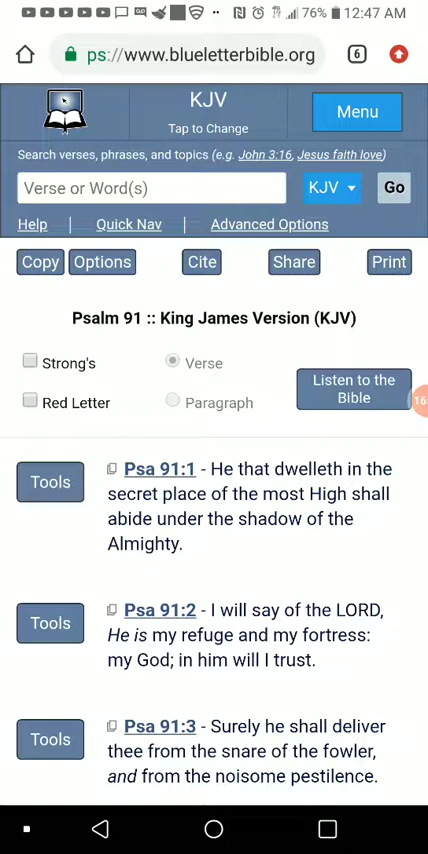 76% 12:47 AM
ps://www.blueletterbible.org
6
KJV
Tap to Change
Menu
Search verses, phrases, and topics (e.g. John 3:16, Jesus faith love)
Verse or Word(s)
KJV
Go
Help | Quick Nav | Advanced Options
Copy Options Cite Share Print
Psalm 91 :: King James Version (KJV)
Strong's Verse
Red Letter Paragraph
Listen to the
Bible
16
Tools
Psa 91:1 - He that dwelleth in the
secret place of the most High shall
abide under the shadow of the
Almighty.
Tools
Psa 91:2 - I will say of the LORD,
He is my refuge and my fortress:
my God; in him will I trust.
Tools
Psa 91:3 - Surely he shall deliver
thee from the snare of the fowler,
and from the noisome pestilence.